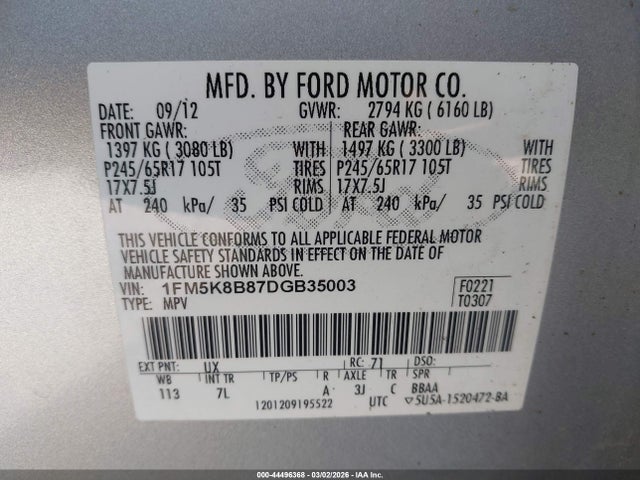 MFD. BY FORD MOTOR CO.
DATE: 09/12 GVWR: 2794 KG ( 6160 LB)
FRONT GAWR: REAR GAWR:
1397 KG ( 3080 LB) WITH 1497 KG ( 3300 LB) WITH
P245/65R17 105T TIRES P245/65R17 105T TIRES
17X7.5J RIMS 17X7.5J RIMS
AT 240 kPa/ 35 PSI COLD AT 240 kPa/ 35 PSI COLD
THIS VEHICLE CONFORMS TO ALL APPLICABLE FEDERAL MOTOR
VEHICLE SAFETY AND BUMPER STANDARDS IN EFFECT ON THE DATE OF
MANUFACTURE SHOWN ABOVE.
VIN: 1FM5K8B87DGB35003 F0221
TYPE: MPV T0307
EXT PNT: UX RC: 71 DSO:
WB INT TR TP/PS R AXLE TR SPR
113 7L A 3J C BBAA
1201209195522 UTC ▽5U5A-1520472-BA
000-44496368 | 03/02/2026 | IAA Inc.